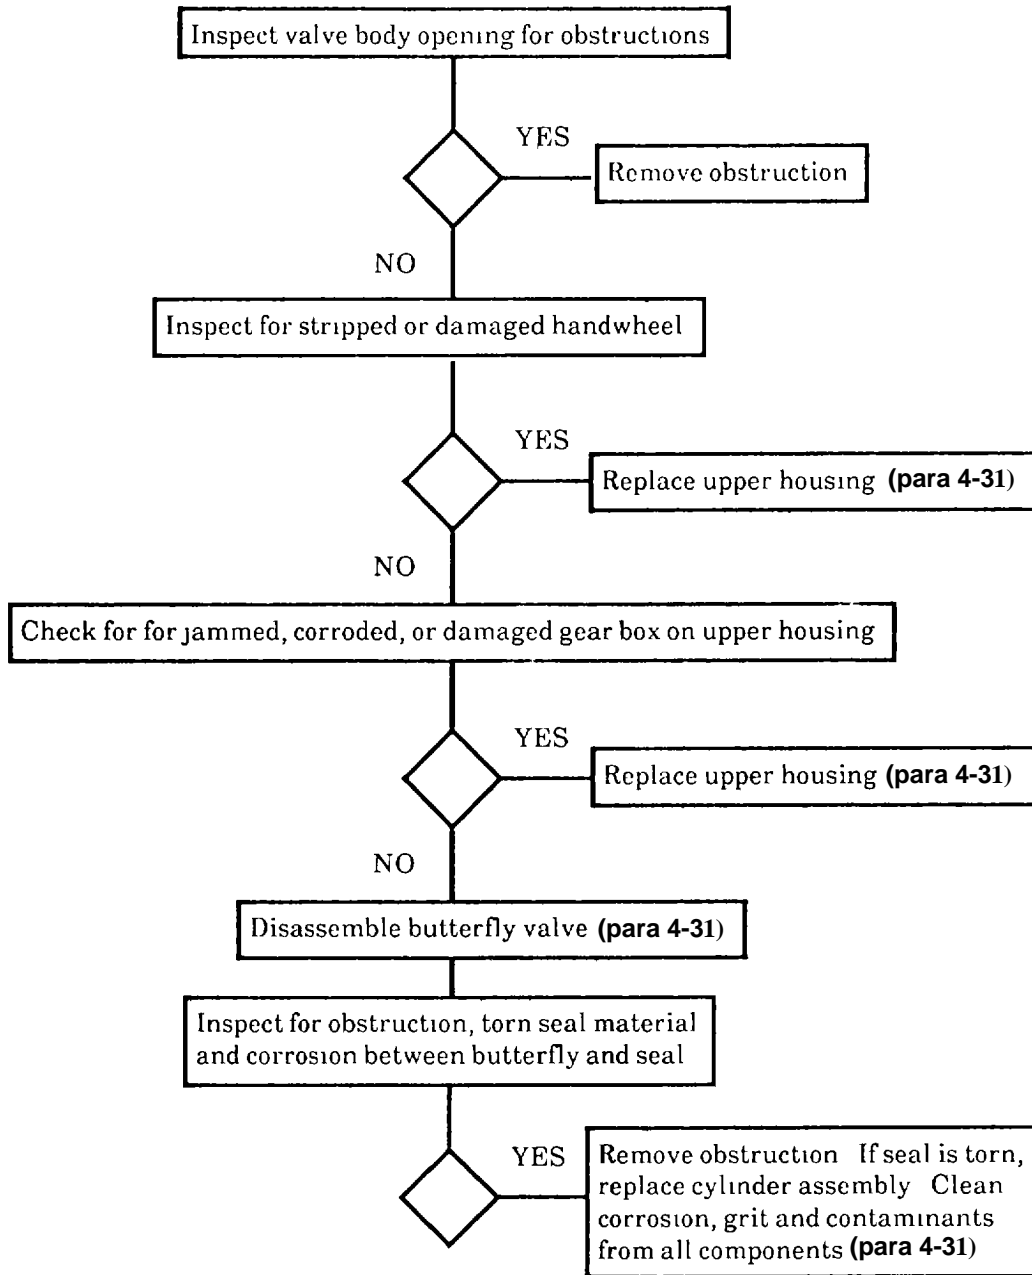 Inspect valve body opening for obstructions
YES
Remove obstruction
NO
Inspect for stripped or damaged handwheel
YES
Replace upper housing (para 4-31)
NO
Check for for jammed, corroded, or damaged gear box on upper housing
YES
Replace upper housing (para 4-31)
NO
Disassemble butterfly valve (para 4-31)
Inspect for obstruction, torn seal material
and corrosion between butterfly and seal
YES
Remove obstruction If seal is torn,
replace cylinder assembly Clean
corrosion, grit and contaminants
from all components (para 4-31)